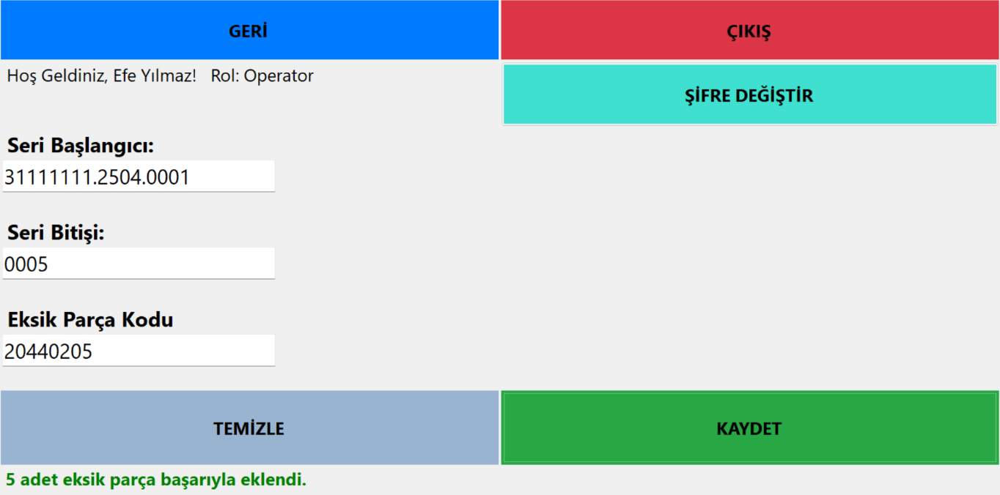 GERİ
ÇIKIŞ
Hoş Geldiniz, Efe Yılmaz! Rol: Operator
ŞİFRE DEĞİŞTİR
Seri Başlangıcı:
31111111.2504.0001
Seri Bitişi:
0005
Eksik Parça Kodu
20440205
TEMİZLE
KAYDET
5 adet eksik parça başarıyla eklendi.